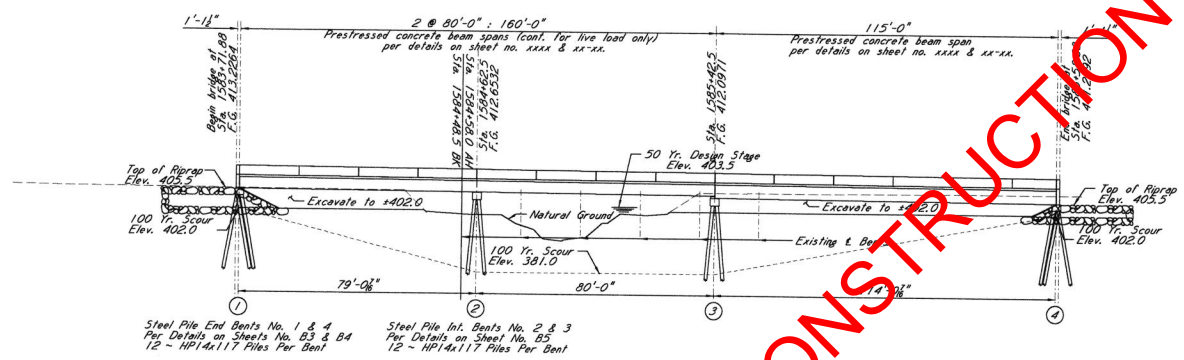 1'-1½"
2 @ 80'-0" : 160'-0"
Prestressed concrete beam spans (cont. for live load only)
per details on sheet no. xxxx & xx-xx.
115'-0"
Prestressed concrete beam span
per details on sheet no. xxxx & xx-xx.
Begin bridge at
Sta. 1583+71.88
F.G. 413.2264
Sta. 1584+48.5 BK
Sta. 1584+58.0 AH
Sta. 1584+62.5
F.G. 412.6532
Sta. 1585+42.5
F.G. 412.0971
End bridge at
Top of Riprap
Elev. 405.5
50 Yr. Design Stage
Elev. 403.5
Top of Riprap
Elev. 405.5
Excavate to ±402.0
Natural Ground
Excavate to
100 Yr. Scour
Elev. 402.0
100 Yr. Scour
Elev. 381.0
Existing ℄
100 Yr. Scour
Elev. 402.0
79'-0 7/16"
80'-0"
1
2
3
4
Steel Pile End Bents No. 1 & 4
Per Details on Sheets No. B3 & B4
12 ~ HP14x117 Piles Per Bent
Steel Pile Int. Bents No. 2 & 3
Per Details on Sheet No. B5
12 ~ HP14x117 Piles Per Bent
ONSTRUCTION